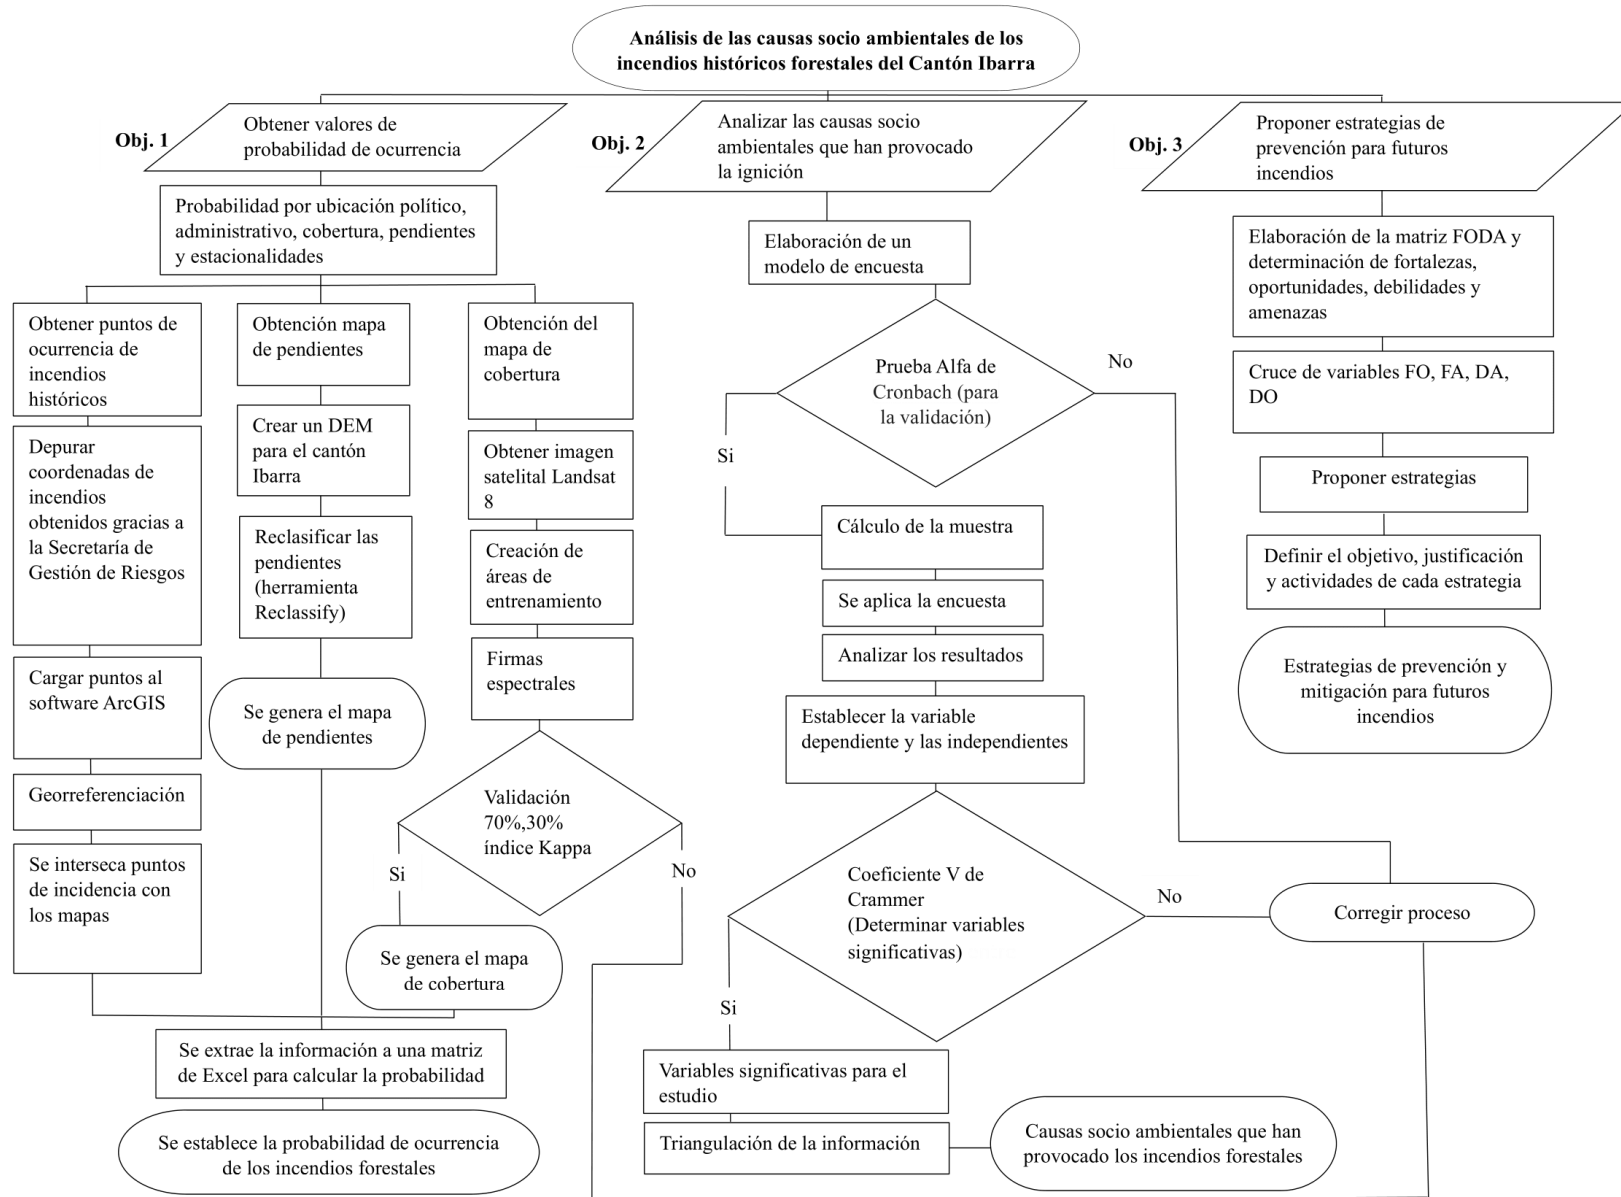 Análisis de las causas socio ambientales de los
incendios históricos forestales del Cantón Ibarra
Obj. 1
Obtener valores de
probabilidad de ocurrencia
Probabilidad por ubicación político,
administrativo, cobertura, pendientes
y estacionalidades
Obtener puntos de
ocurrencia de
incendios
históricos
Depurar
coordenadas de
incendios
obtenidos gracias a
la Secretaría de
Gestión de Riesgos
Cargar puntos al
software ArcGIS
Georreferenciación
Se interseca puntos
de incidencia con
los mapas
Obtención mapa
de pendientes
Crear un DEM
para el cantón
Ibarra
Reclasificar las
pendientes
(herramienta
Reclassify)
Se genera el mapa
de pendientes
Obtención del
mapa de
cobertura
Obtener imagen
satelital Landsat
8
Creación de
áreas de
entrenamiento
Firmas
espectrales
Validación
70%,30%
índice Kappa
Si
No
Se genera el mapa
de cobertura
Se extrae la información a una matriz
de Excel para calcular la probabilidad
Se establece la probabilidad de ocurrencia
de los incendios forestales
Obj. 2
Analizar las causas socio
ambientales que han provocado
la ignición
Elaboración de un
modelo de encuesta
Prueba Alfa de
Cronbach (para
la validación)
Si
No
Cálculo de la muestra
Se aplica la encuesta
Analizar los resultados
Establecer la variable
dependiente y las independientes
Coeficiente V de
Crammer
(Determinar variables
significativas)
Si
No
Corregir proceso
Variables significativas para el
estudio
Triangulación de la información
Causas socio ambientales que han
provocado los incendios forestales
Obj. 3
Proponer estrategias de
prevención para futuros
incendios
Elaboración de la matriz FODA y
determinación de fortalezas,
oportunidades, debilidades y
amenazas
Cruce de variables FO, FA, DA,
DO
Proponer estrategias
Definir el objetivo, justificación
y actividades de cada estrategia
Estrategias de prevención y
mitigación para futuros
incendios